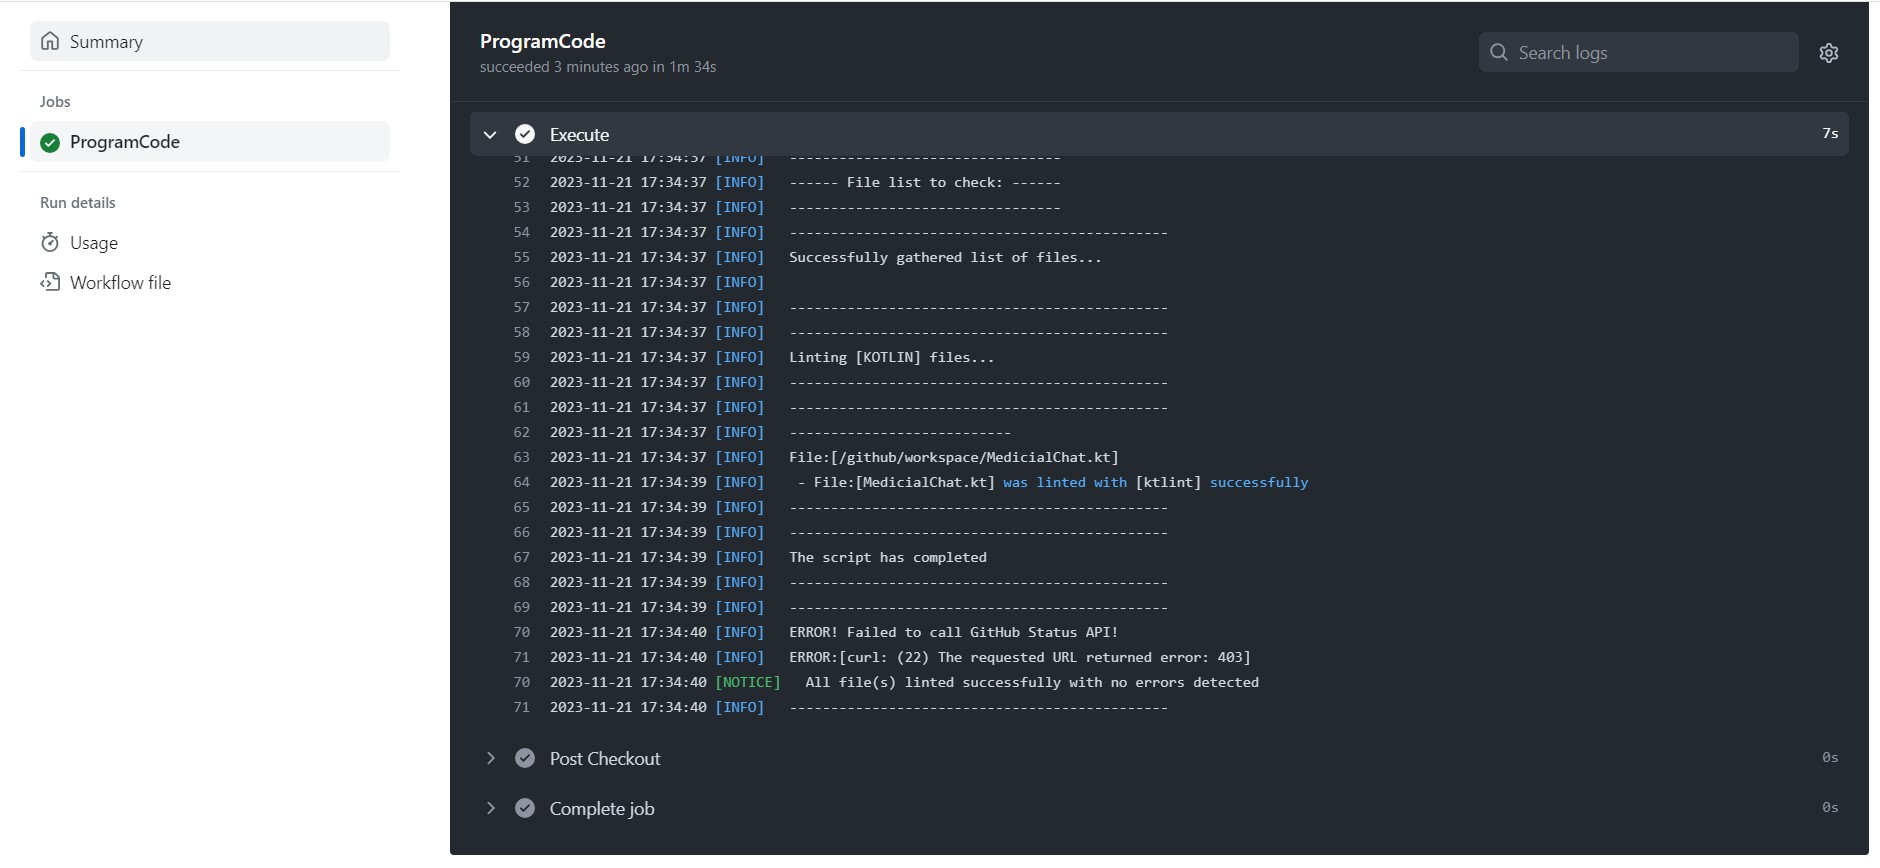 Summary
Jobs
ProgramCode
Run details
Usage
Workflow file
ProgramCode
succeeded 3 minutes ago in 1m 34s
Search logs
Execute 7s
51 2023-11-21 17:34:37 [INFO] ---------------------------------
52 2023-11-21 17:34:37 [INFO] ------ File list to check: ------
53 2023-11-21 17:34:37 [INFO] ---------------------------------
54 2023-11-21 17:34:37 [INFO] ----------------------------------------------
55 2023-11-21 17:34:37 [INFO] Successfully gathered list of files...
56 2023-11-21 17:34:37 [INFO]
57 2023-11-21 17:34:37 [INFO] ----------------------------------------------
58 2023-11-21 17:34:37 [INFO] ----------------------------------------------
59 2023-11-21 17:34:37 [INFO] Linting [KOTLIN] files...
60 2023-11-21 17:34:37 [INFO] ----------------------------------------------
61 2023-11-21 17:34:37 [INFO] ----------------------------------------------
62 2023-11-21 17:34:37 [INFO] ---------------------------
63 2023-11-21 17:34:37 [INFO] File:[/github/workspace/MedicialChat.kt]
64 2023-11-21 17:34:39 [INFO] - File:[MedicialChat.kt] was linted with [ktlint] successfully
65 2023-11-21 17:34:39 [INFO] ----------------------------------------------
66 2023-11-21 17:34:39 [INFO] ----------------------------------------------
67 2023-11-21 17:34:39 [INFO] The script has completed
68 2023-11-21 17:34:39 [INFO] ----------------------------------------------
69 2023-11-21 17:34:39 [INFO] ----------------------------------------------
70 2023-11-21 17:34:40 [INFO] ERROR! Failed to call GitHub Status API!
71 2023-11-21 17:34:40 [INFO] ERROR:[curl: (22) The requested URL returned error: 403]
70 2023-11-21 17:34:40 [NOTICE] All file(s) linted successfully with no errors detected
71 2023-11-21 17:34:40 [INFO] ----------------------------------------------
Post Checkout 0s
Complete job 0s